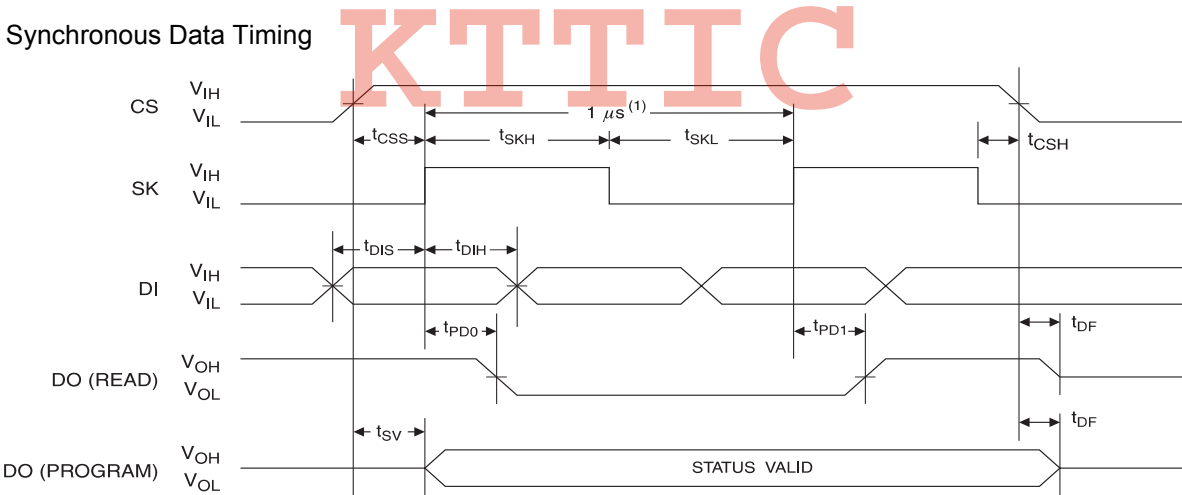 KTTIC
Synchronous Data Timing
CS VIH VIL
1 μs (1)
tCSS tSKH tSKL tCSH
SK VIH VIL
tDIS tDIH
DI VIH VIL
tPD0 tPD1 tDF
DO (READ) VOH VOL
tSV tDF
DO (PROGRAM) VOH VOL STATUS VALID